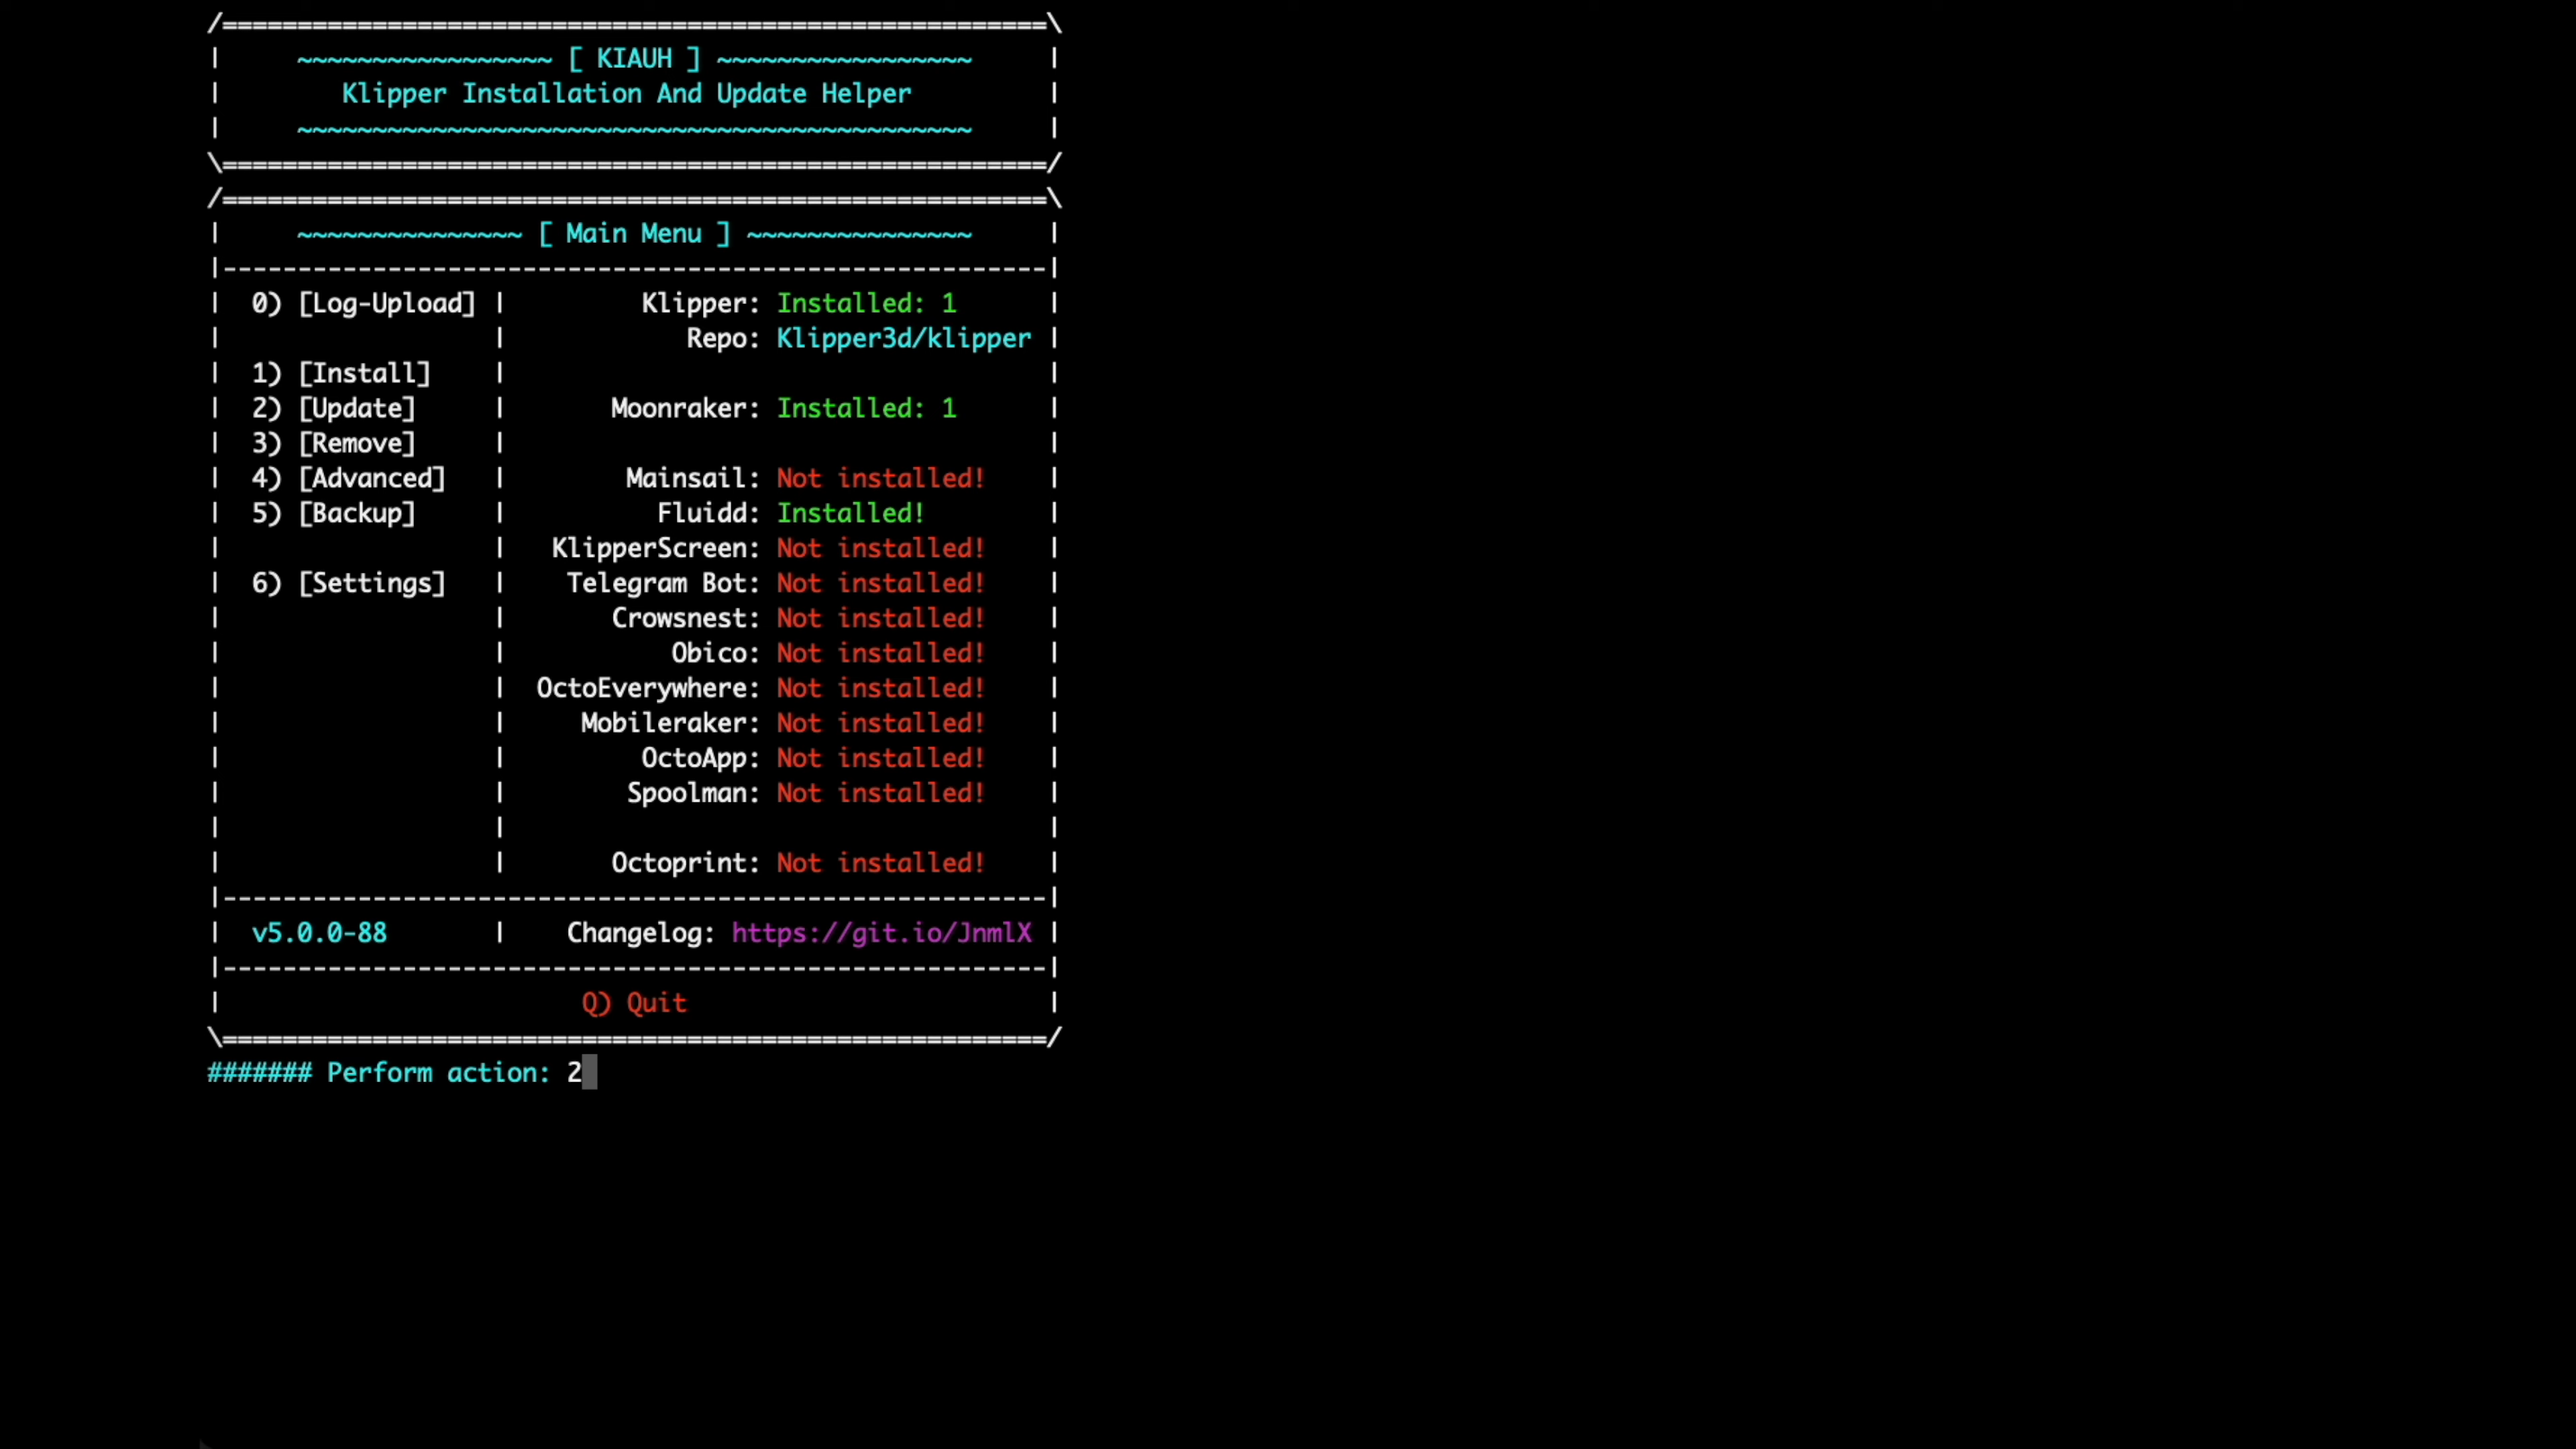 /=======================================================\
|     ~~~~~~~~~~~~~~~~~ [ KIAUH ] ~~~~~~~~~~~~~~~~~     |
|        Klipper Installation And Update Helper         |
|     ~~~~~~~~~~~~~~~~~~~~~~~~~~~~~~~~~~~~~~~~~~~~~     |
\=======================================================/
/=======================================================\
|     ~~~~~~~~~~~~~~~ [ Main Menu ] ~~~~~~~~~~~~~~~     |
|-------------------------------------------------------|
|  0) [Log-Upload] |         Klipper: Installed: 1      |
|                  |            Repo: Klipper3d/klipper |
|  1) [Install]    |                                    |
|  2) [Update]     |       Moonraker: Installed: 1      |
|  3) [Remove]     |                                    |
|  4) [Advanced]   |        Mainsail: Not installed!    |
|  5) [Backup]     |          Fluidd: Installed!        |
|                  |   KlipperScreen: Not installed!    |
|  6) [Settings]   |    Telegram Bot: Not installed!    |
|                  |       Crowsnest: Not installed!    |
|                  |           Obico: Not installed!    |
|                  |  OctoEverywhere: Not installed!    |
|                  |     Mobileraker: Not installed!    |
|                  |         OctoApp: Not installed!    |
|                  |        Spoolman: Not installed!    |
|                  |                                    |
|                  |       Octoprint: Not installed!    |
|-------------------------------------------------------|
|  v5.0.0-88       |    Changelog: https://git.io/JnmlX |
|-------------------------------------------------------|
|                        Q) Quit                        |
\=======================================================/
####### Perform action: 2